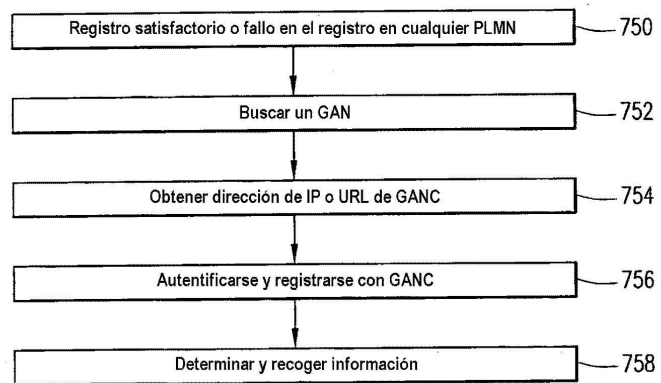 Registro satisfactorio o fallo en el registro en cualquier PLMN 750
Buscar un GAN 752
Obtener dirección de IP o URL de GANC 754
Autentificarse y registrarse con GANC 756
Determinar y recoger información 758